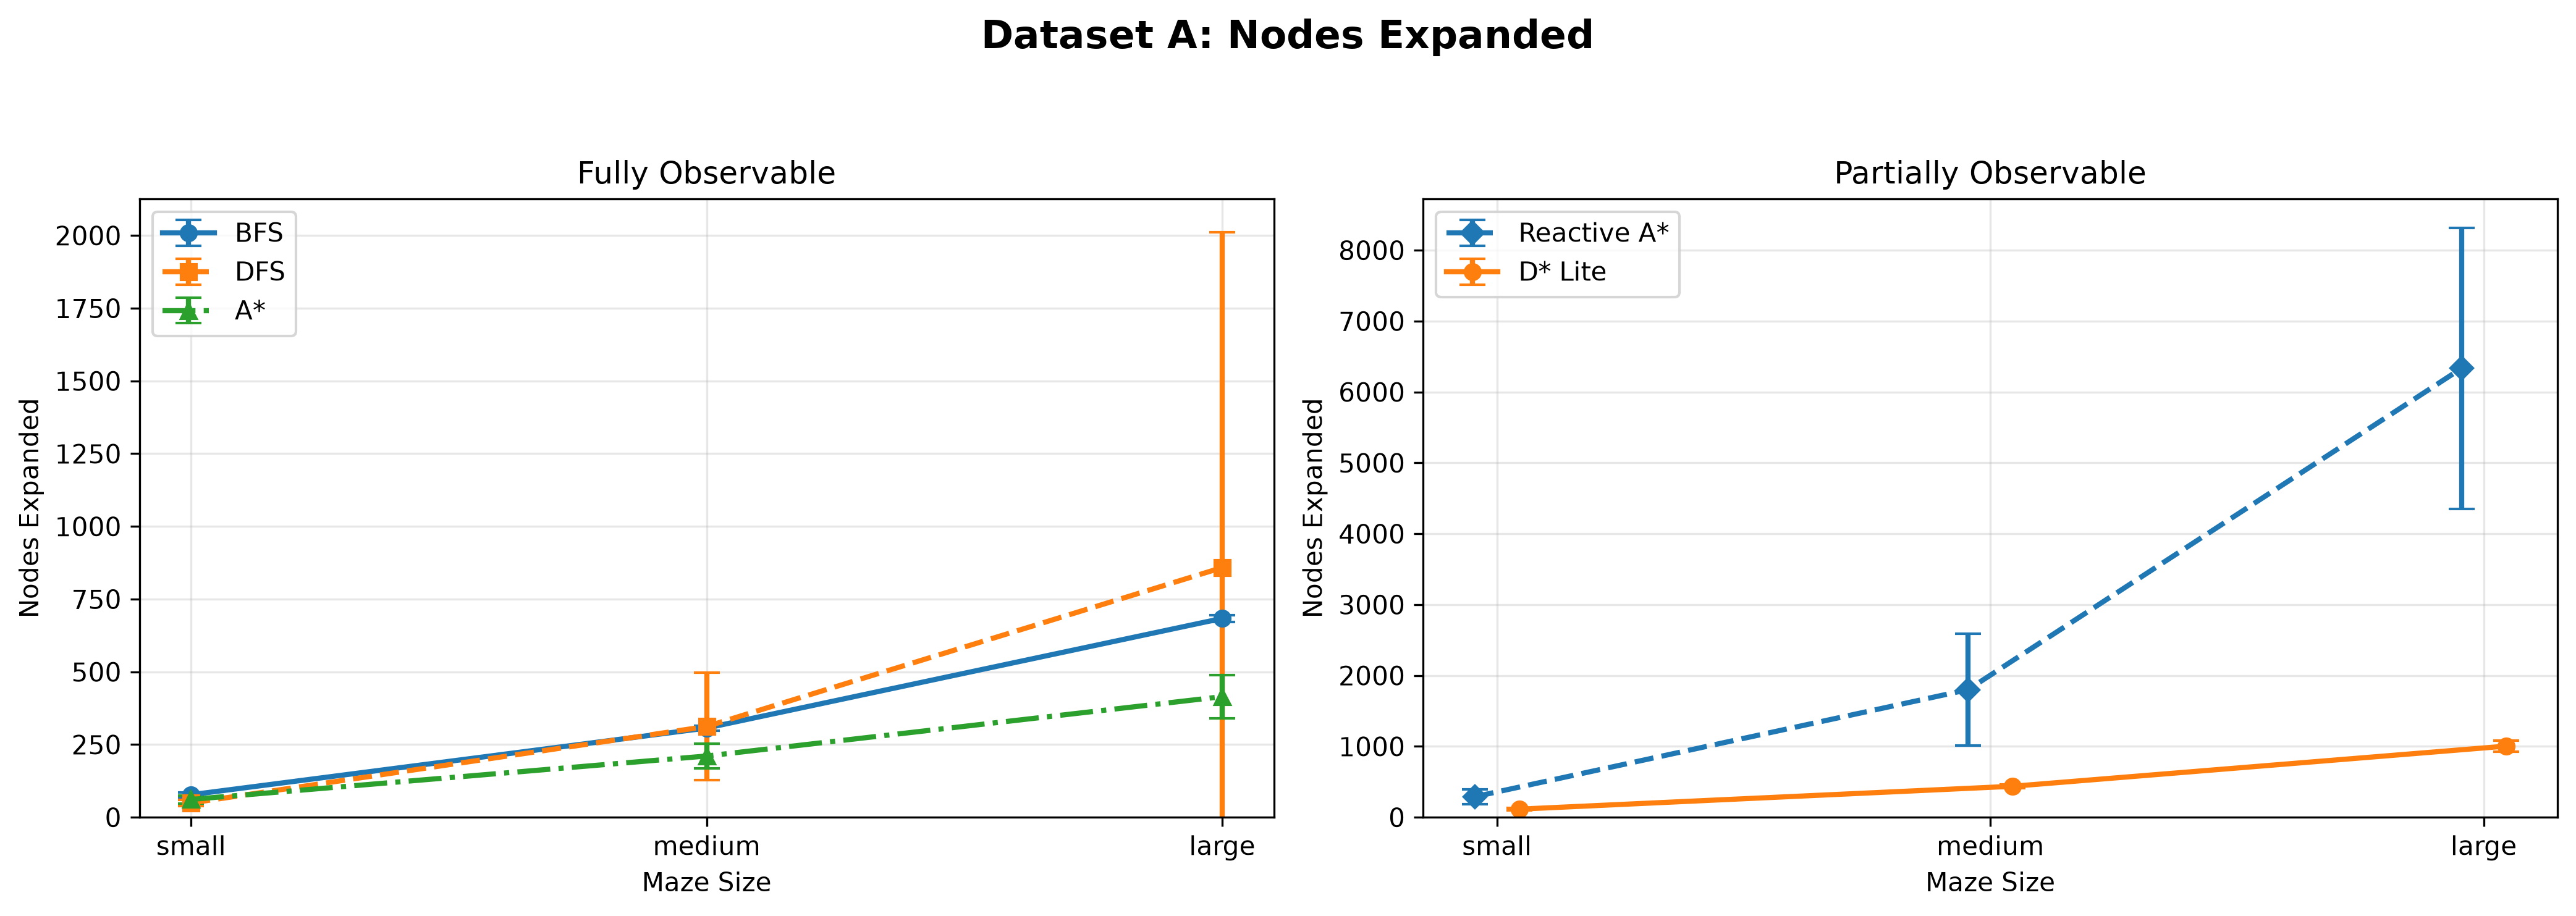 Dataset A: Nodes Expanded
Fully Observable
BFS
DFS
A*
2000
1750
1500
1250
1000
750
500
250
0
Nodes Expanded
small
medium
large
Maze Size
Partially Observable
Reactive A*
D* Lite
8000
7000
6000
5000
4000
3000
2000
1000
0
Nodes Expanded
small
medium
large
Maze Size